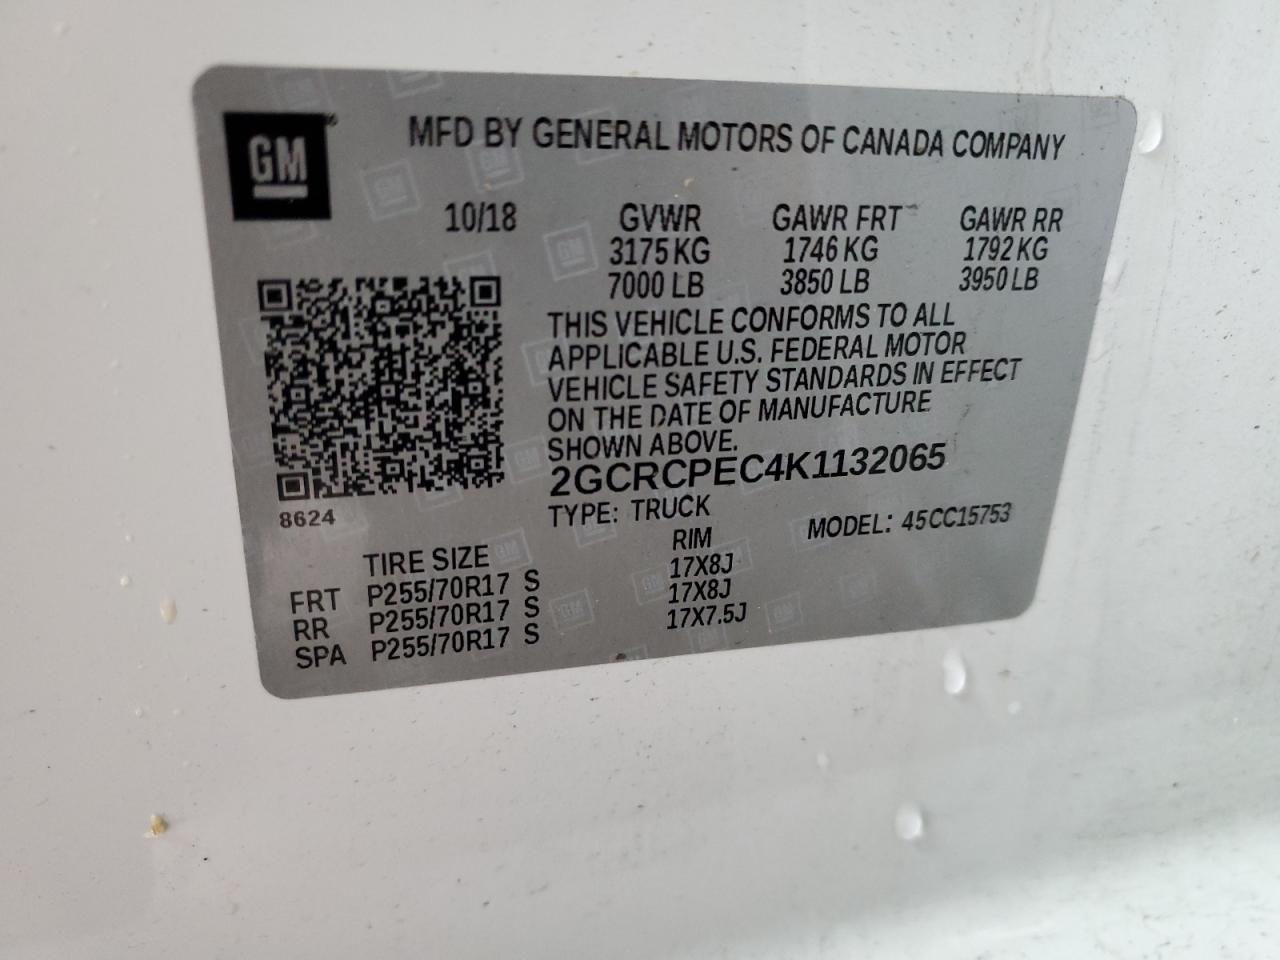 GM
MFD BY GENERAL MOTORS OF CANADA COMPANY
10/18 GVWR GAWR FRT GAWR RR
3175 KG 1746 KG 1792 KG
7000 LB 3850 LB 3950 LB
THIS VEHICLE CONFORMS TO ALL
APPLICABLE U.S. FEDERAL MOTOR
VEHICLE SAFETY STANDARDS IN EFFECT
ON THE DATE OF MANUFACTURE
SHOWN ABOVE.
2GCRCPEC4K1132065
TYPE: TRUCK MODEL: 45CC15753
8624
TIRE SIZE RIM
FRT P255/70R17 S 17X8J
RR P255/70R17 S 17X8J
SPA P255/70R17 S 17X7.5J